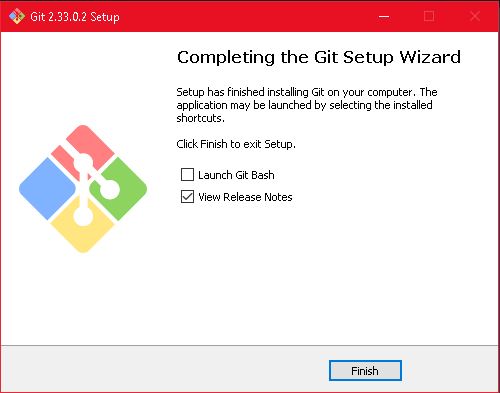 Git 2.33.0.2 Setup
Completing the Git Setup Wizard
Setup has finished installing Git on your computer. The
application may be launched by selecting the installed
shortcuts.
Click Finish to exit Setup.
Launch Git Bash
View Release Notes
Finish